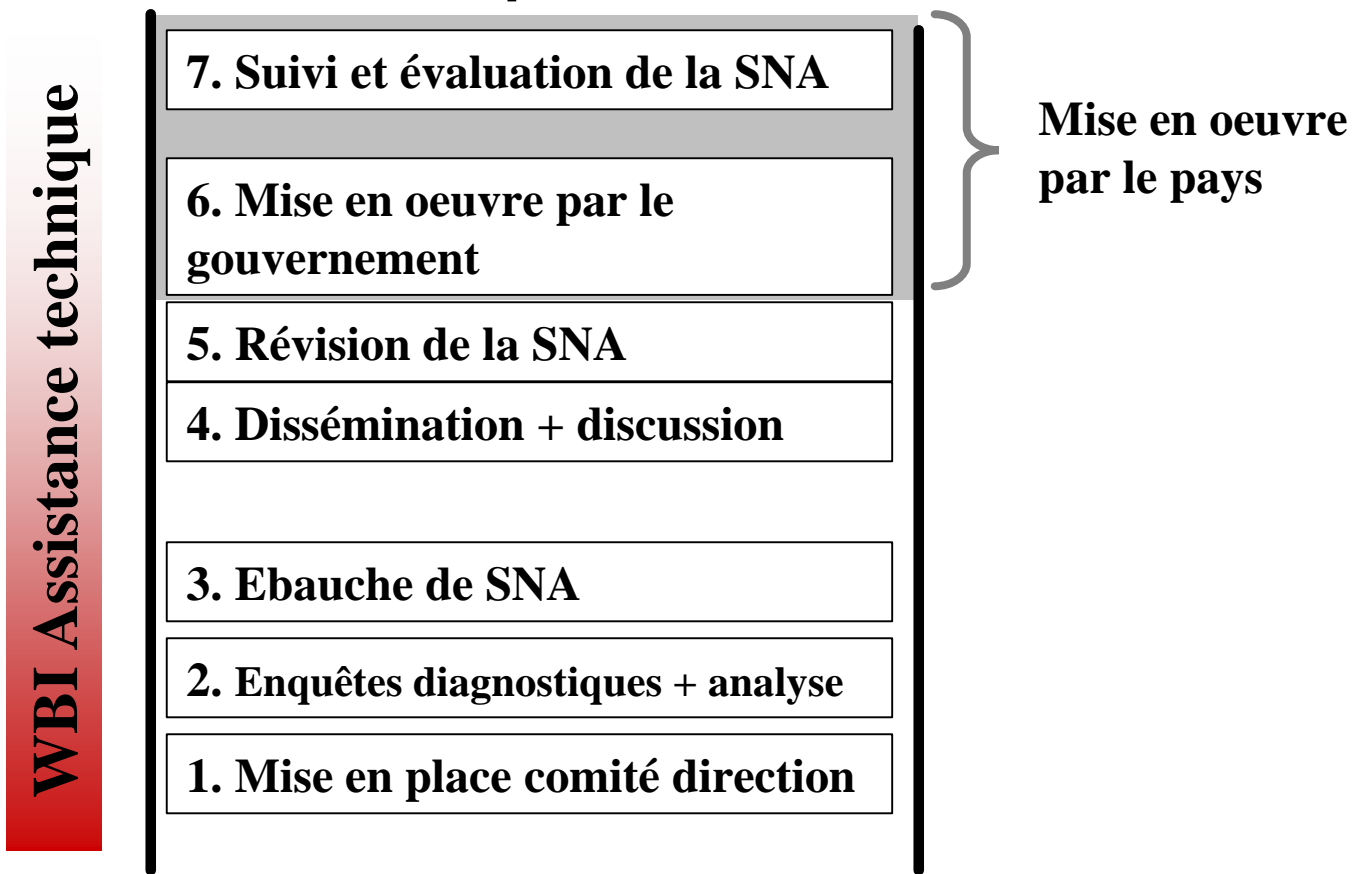 WBI Assistance technique
7. Suivi et évaluation de la SNA
6. Mise en oeuvre par le
gouvernement
5. Révision de la SNA
4. Dissémination + discussion
3. Ebauche de SNA
2. Enquêtes diagnostiques + analyse
1. Mise en place comité direction
Mise en oeuvre
par le pays